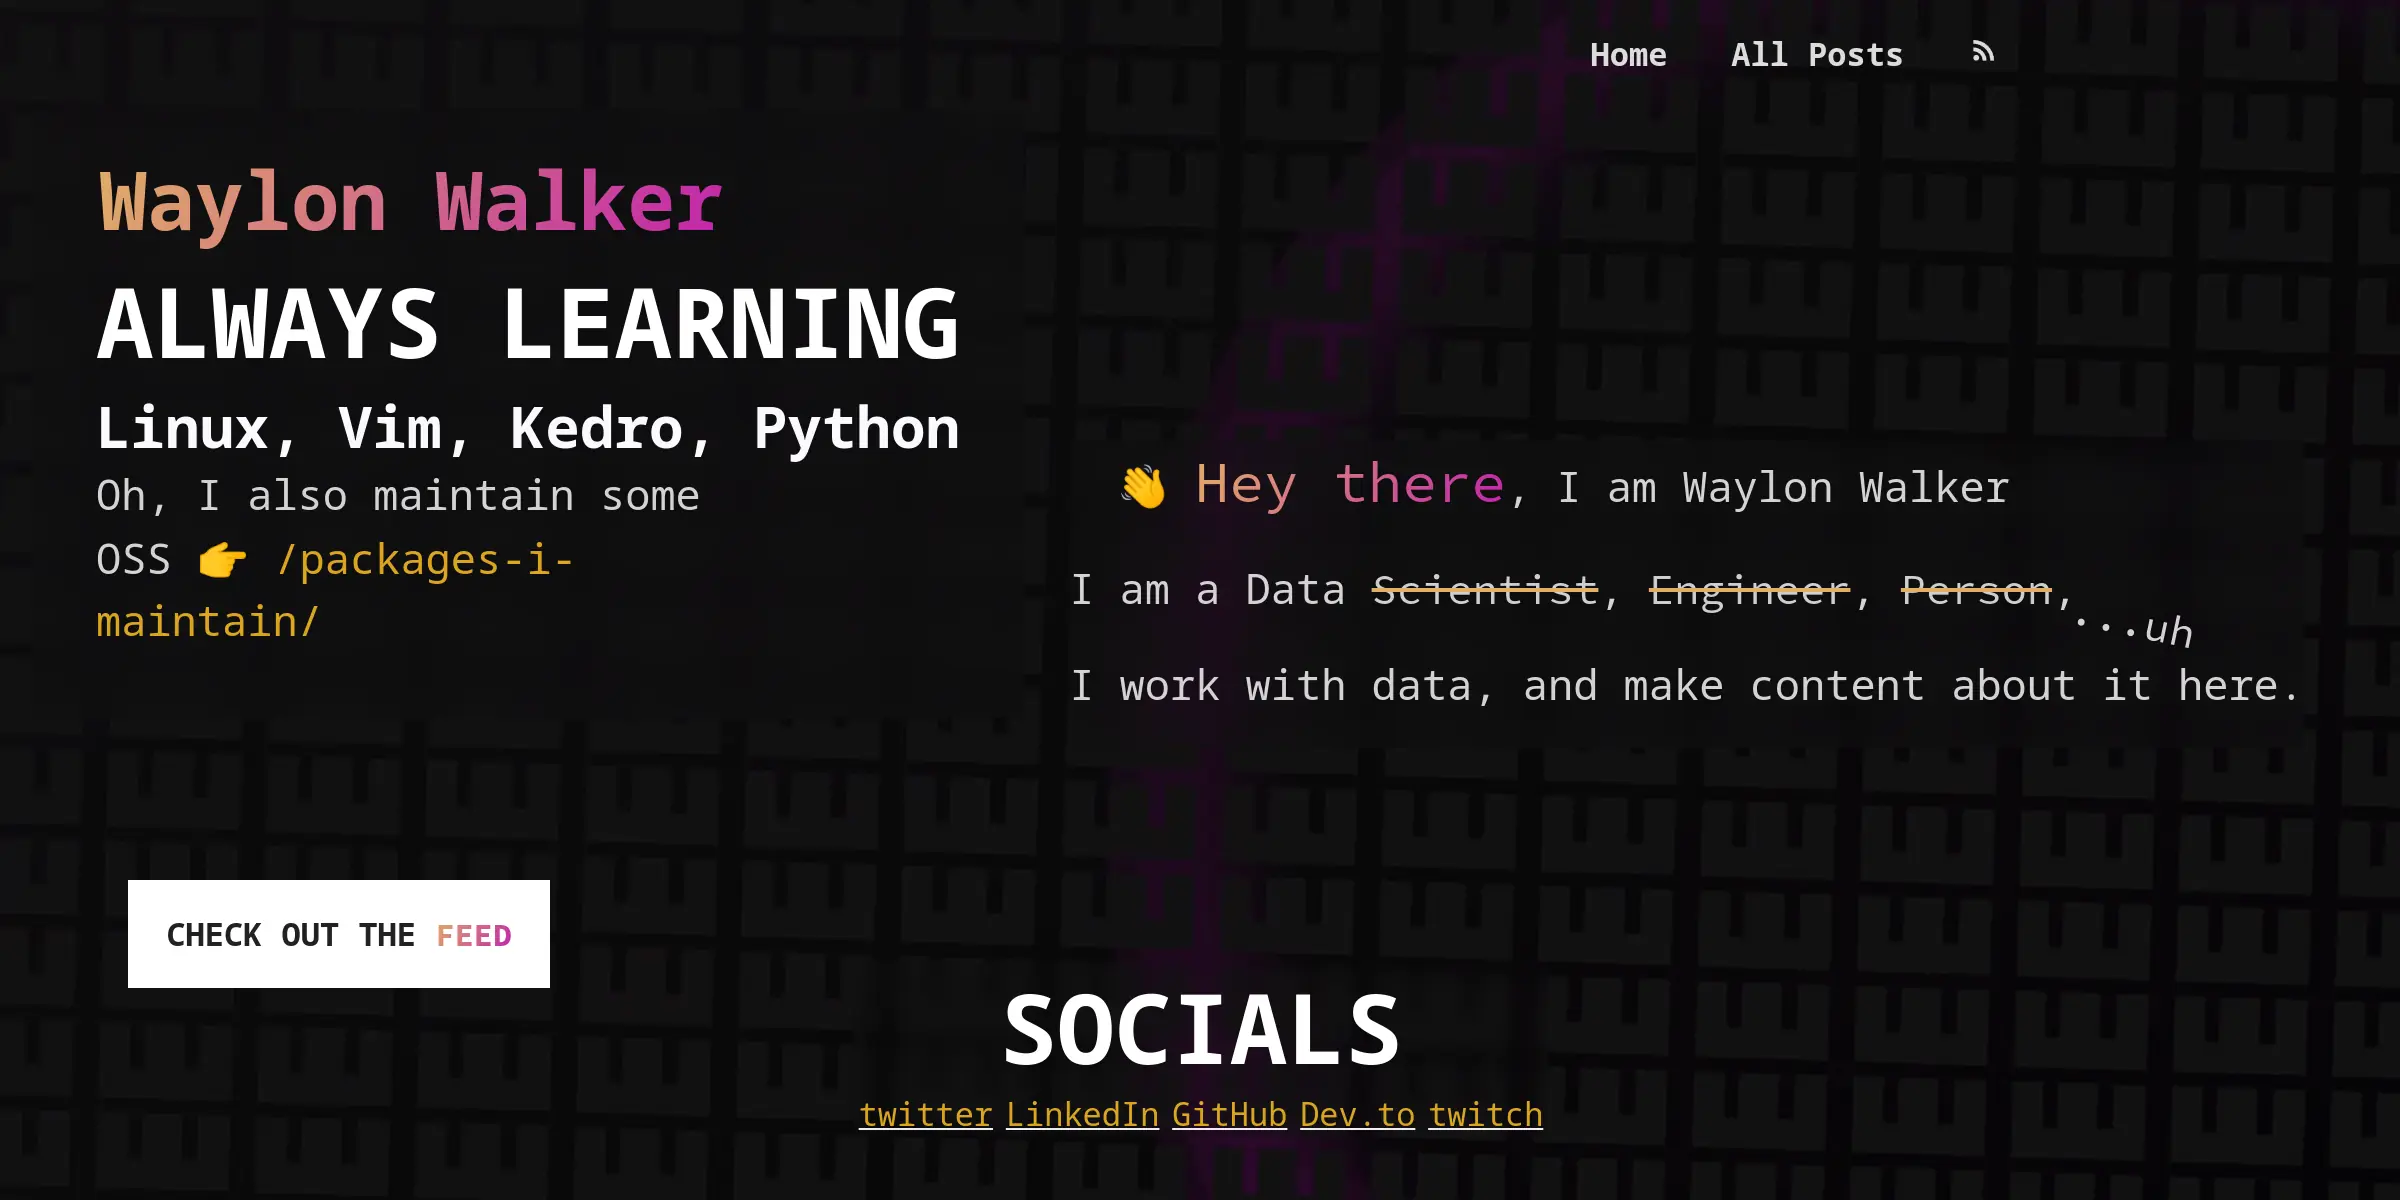 Home All Posts
Waylon Walker
ALWAYS LEARNING
Linux, Vim, Kedro, Python
Oh, I also maintain some
OSS 👉 /packages-i-
maintain/
👋 Hey there, I am Waylon Walker
I am a Data Scientist, Engineer, Person,
...uh
I work with data, and make content about it here.
CHECK OUT THE FEED
SOCIALS
twitter LinkedIn GitHub Dev.to twitch